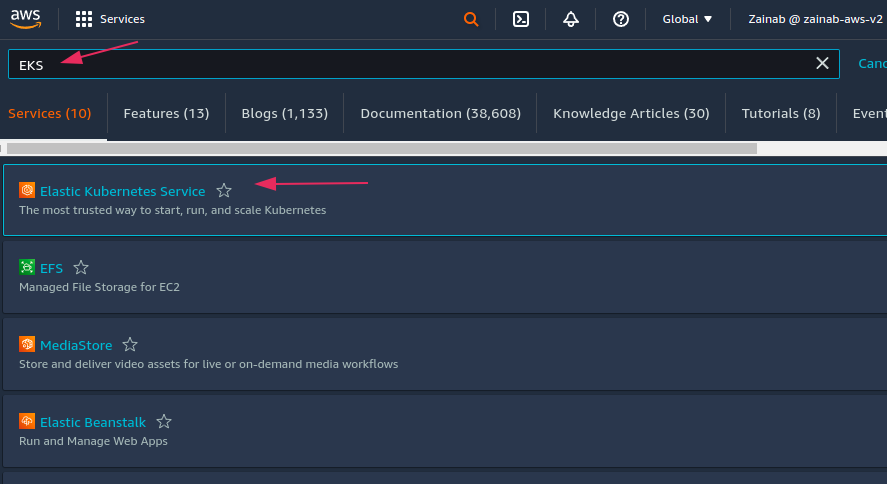 aws Services Global Zainab @ zainab-aws-v2
EKS
Services (10) Features (13) Blogs (1,133) Documentation (38,608) Knowledge Articles (30) Tutorials (8)
Elastic Kubernetes Service
The most trusted way to start, run, and scale Kubernetes
EFS
Managed File Storage for EC2
MediaStore
Store and deliver video assets for live or on-demand media workflows
Elastic Beanstalk
Run and Manage Web Apps